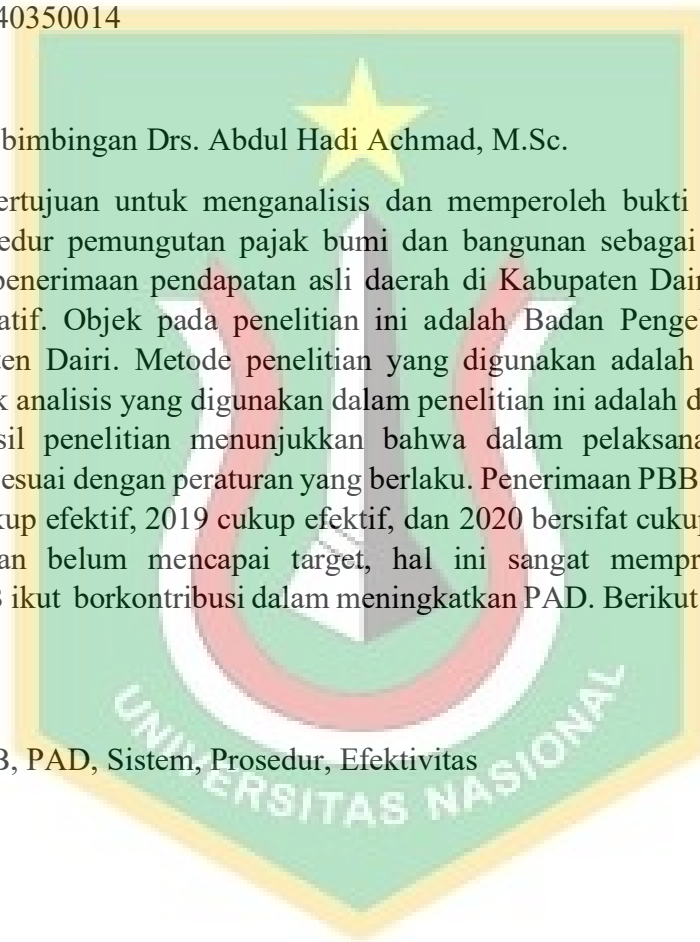 40350014
bimbingan Drs. Abdul Hadi Achmad, M.Sc.
ertujuan untuk menganalisis dan memperoleh bukti
edur pemungutan pajak bumi dan bangunan sebagai
penerimaan pendapatan asli daerah di Kabupaten Dair
atif. Objek pada penelitian ini adalah Badan Penge
ten Dairi. Metode penelitian yang digunakan adalah
k analisis yang digunakan dalam penelitian ini adalah d
sil penelitian menunjukkan bahwa dalam pelaksana
esuai dengan peraturan yang berlaku. Penerimaan PBB
kup efektif, 2019 cukup efektif, dan 2020 bersifat cukup
an belum mencapai target, hal ini sangat mempr
B ikut borkontribusi dalam meningkatkan PAD. Berikut
B, PAD, Sistem, Prosedur, Efektivitas
UNIVERSITAS NASIONAL